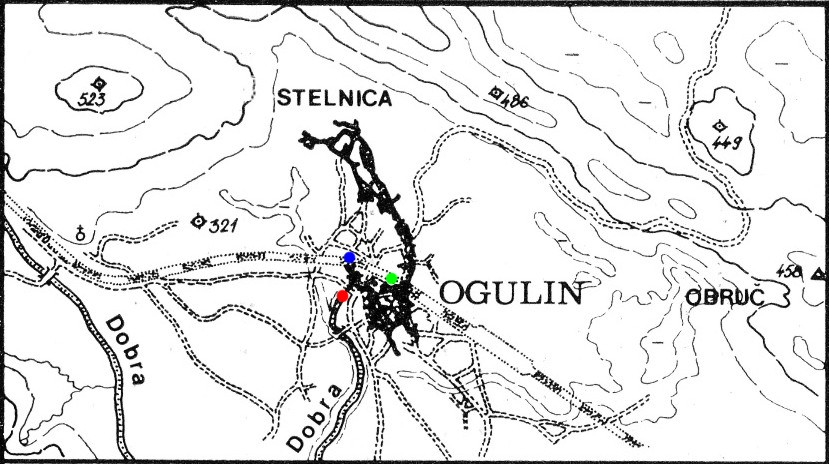 STELNICA
523
486
449
321
458
OGULIN
OBRUČ
Dobra
Dobra